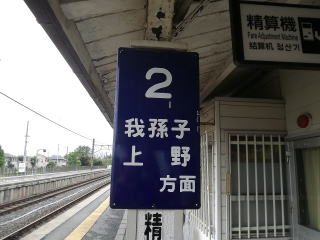 2
我孫子
上野
方面
精算機
Fare Adjustment Machine
结算机 정산기
精